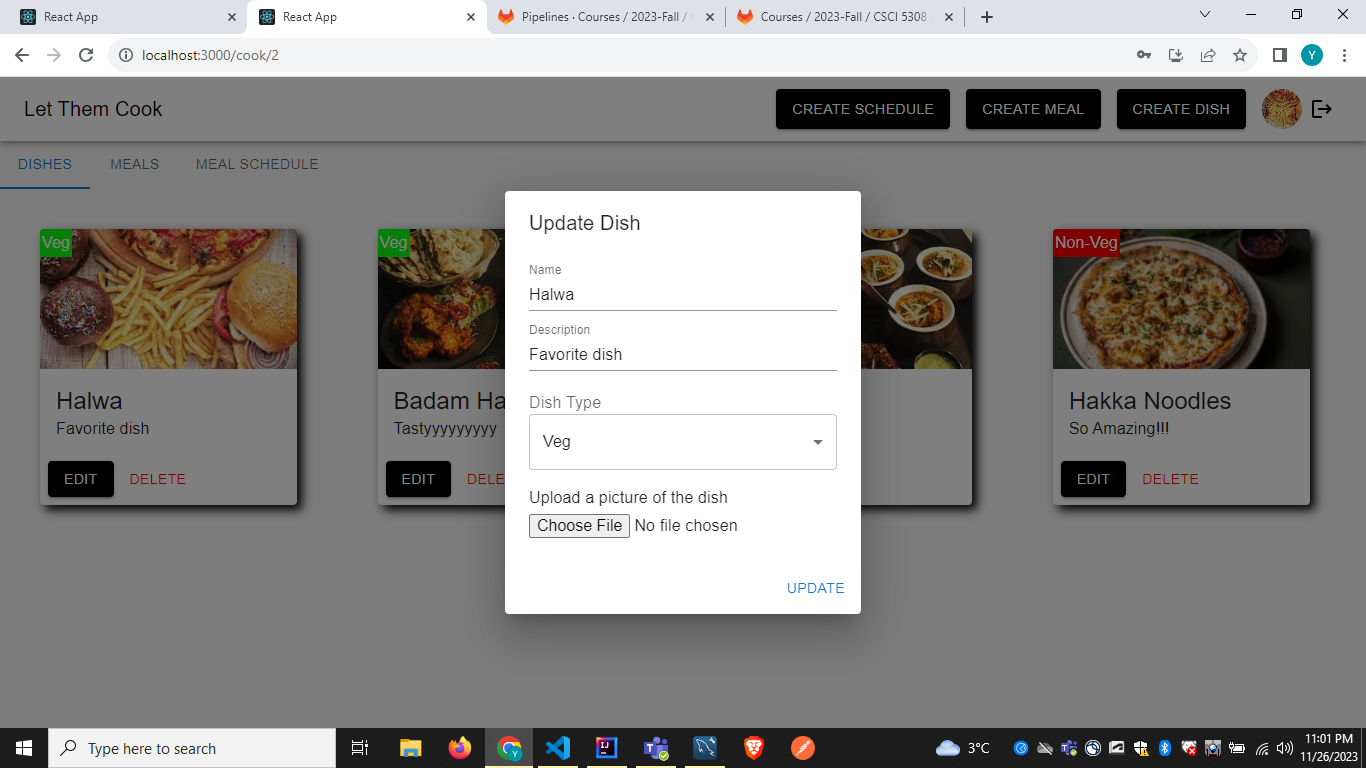 React App
React App
Pipelines · Courses / 2023-Fall /
Courses / 2023-Fall / CSCI 5308
localhost:3000/cook/2
Y
Let Them Cook
CREATE SCHEDULE
CREATE MEAL
CREATE DISH
DISHES
MEALS
MEAL SCHEDULE
Veg
Halwa
Favorite dish
EDIT
DELETE
Veg
Badam Ha
Tastyyyyyyyyy
EDIT
DELE
Update Dish
Name
Halwa
Description
Favorite dish
Dish Type
Veg
Upload a picture of the dish
Choose File No file chosen
UPDATE
Non-Veg
Hakka Noodles
So Amazing!!!
EDIT
DELETE
Type here to search
3°C
11:01 PM
11/26/2023